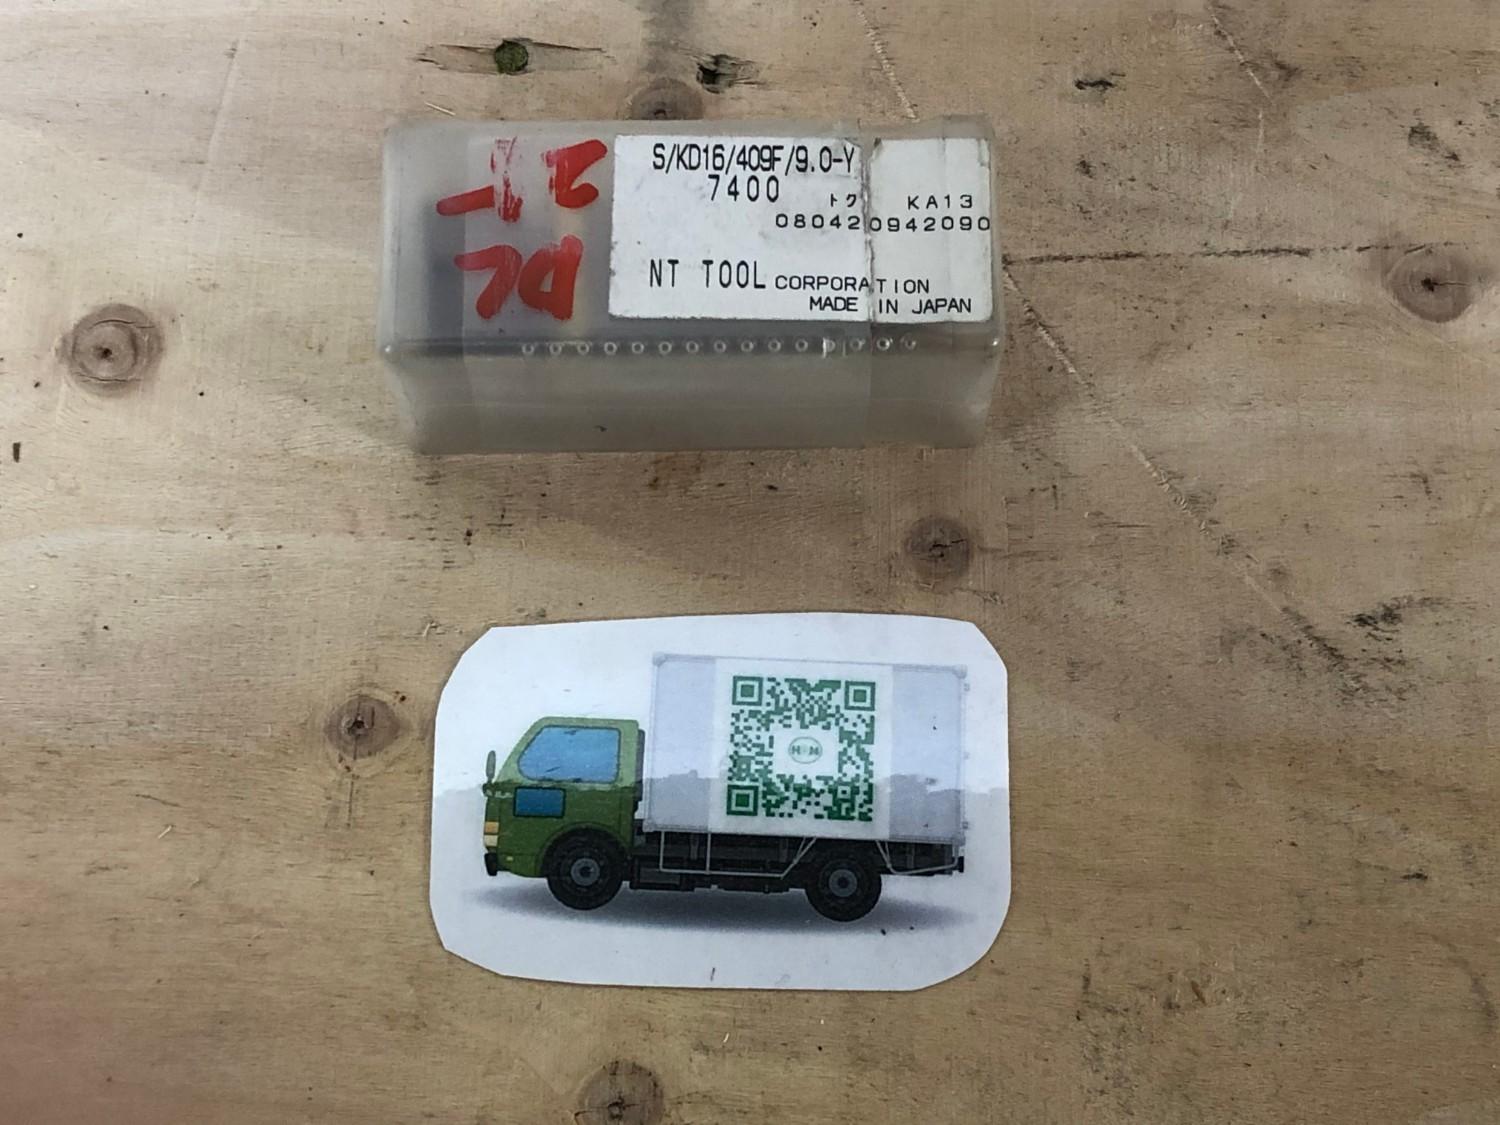 S/KD16/409F/9.0-Y
7400 トク KA13
080420942090
NT TOOL CORPORATION
MADE IN JAPAN